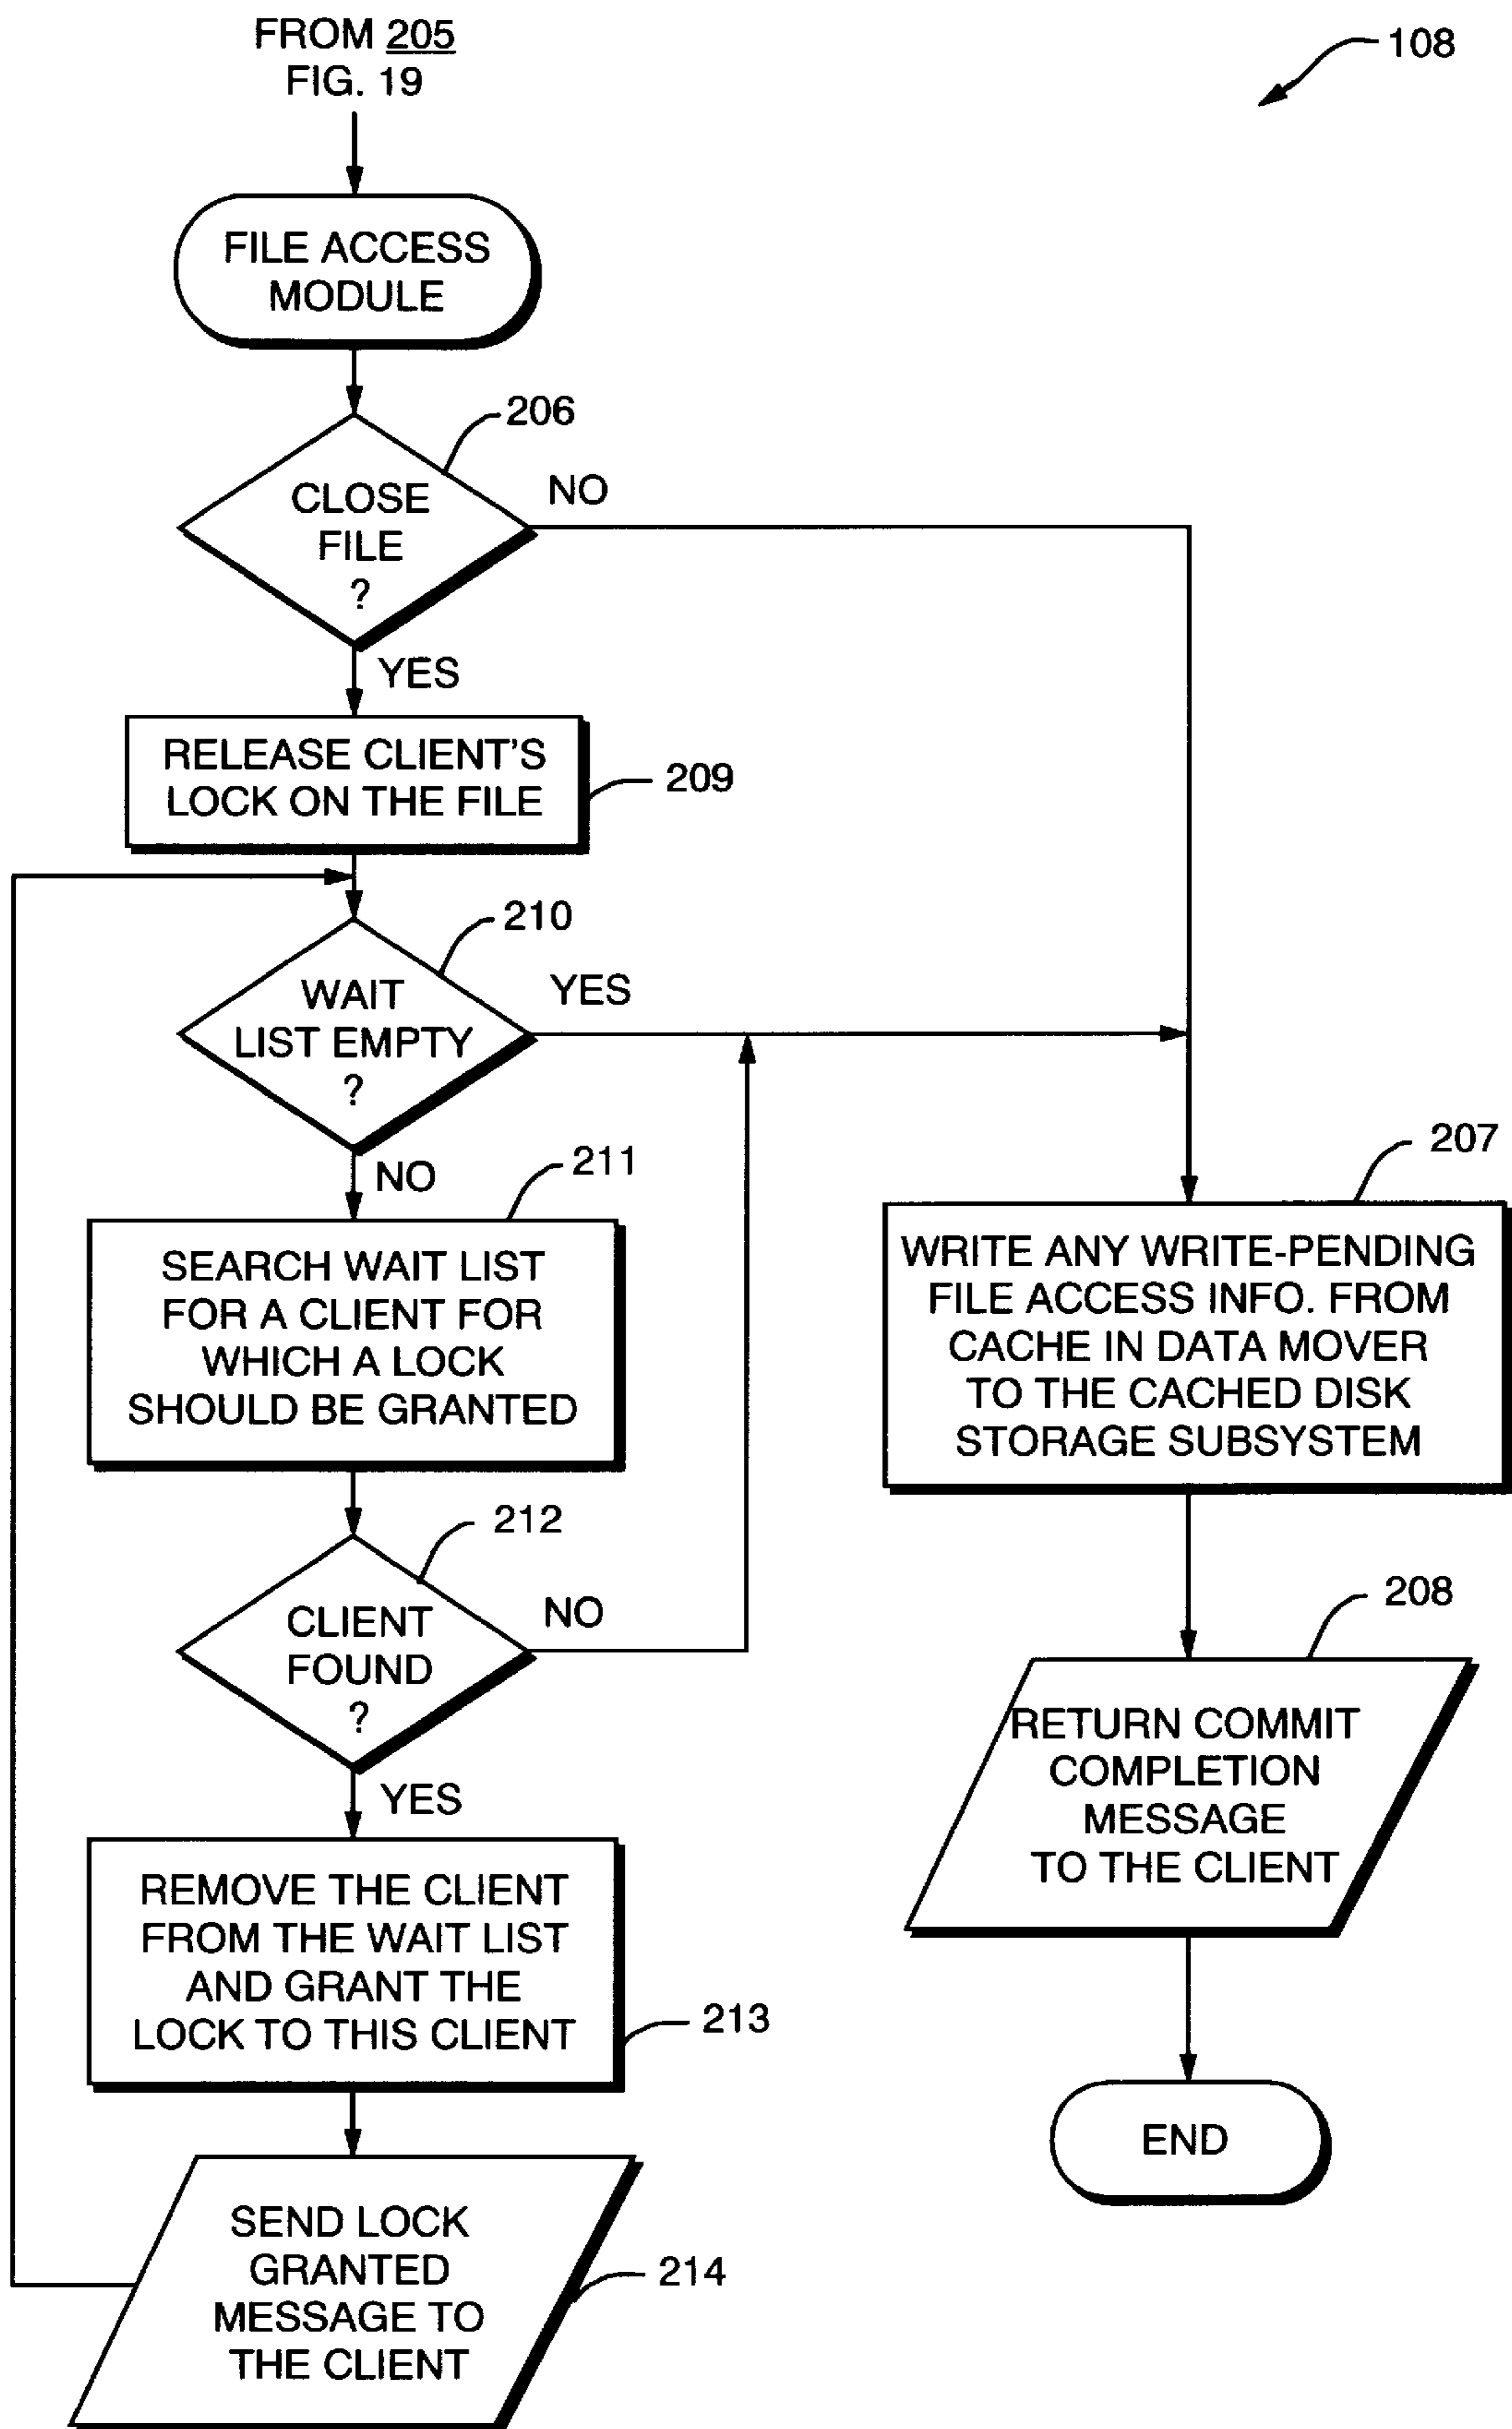 FROM 205
FIG. 19
108
FILE ACCESS
MODULE
206
CLOSE
FILE
?
NO
YES
RELEASE CLIENT'S
LOCK ON THE FILE
209
210
WAIT
LIST EMPTY
?
YES
NO
211
SEARCH WAIT LIST
FOR A CLIENT FOR
WHICH A LOCK
SHOULD BE GRANTED
212
CLIENT
FOUND
?
NO
YES
REMOVE THE CLIENT
FROM THE WAIT LIST
AND GRANT THE
LOCK TO THIS CLIENT
213
SEND LOCK
GRANTED
MESSAGE TO
THE CLIENT
214
207
WRITE ANY WRITE-PENDING
FILE ACCESS INFO. FROM
CACHE IN DATA MOVER
TO THE CACHED DISK
STORAGE SUBSYSTEM
208
RETURN COMMIT
COMPLETION
MESSAGE
TO THE CLIENT
END